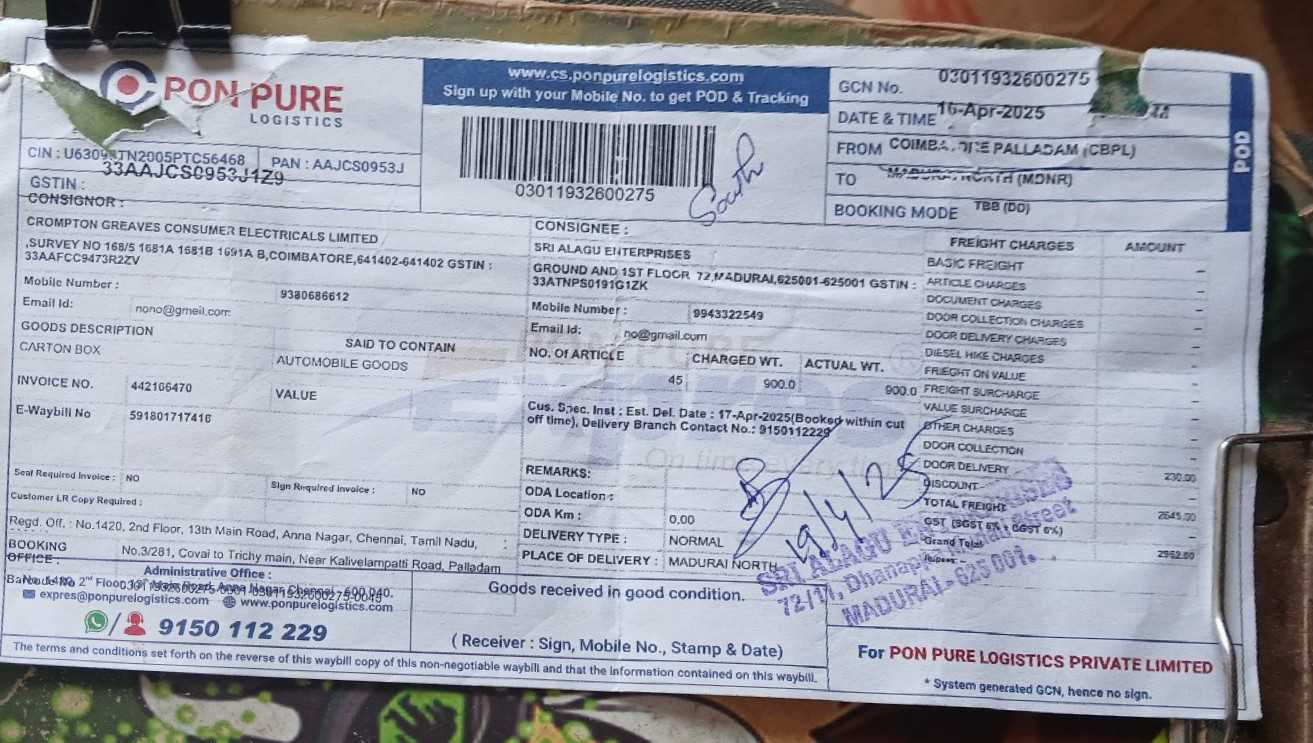 PON PURE
LOGISTICS
www.cs.ponpurelogistics.com
Sign up with your Mobile No. to get POD & Tracking
03011932600275
South
GCN No. 03011932600275
DATE & TIME 16-Apr-2025
FROM PALLADAM (CBPL)
TO NORTH (MDNR)
BOOKING MODE TBB (DD)
POD
PAN : AAJCS0953J
GSTIN : 33AAJCS0953J1Z9
CONSIGNOR :
CROMPTON GREAVES CONSUMER ELECTRICALS LIMITED
,SURVEY NO 168/5 1681A 1681B 1691A B,COIMBATORE,641402-641402 GSTIN :
33AAFCC9473R2ZV
Mobile Number : 9380686612
Email Id: nono@gmeil.com
GOODS DESCRIPTION SAID TO CONTAIN
CARTON BOX AUTOMOBILE GOODS
INVOICE NO. 442106470 VALUE
E-Waybill No 591801717416
Seal Required Invoice : NO Sign Required Invoice : NO
Customer LR Copy Required :
CONSIGNEE :
SRI ALAGU ENTERPRISES
GROUND AND 1ST FLOOR 72,MADURAI,625001-625001 GSTIN :
33ATNPS0191G1ZK
Mobile Number : 9943322549
Email Id: no@gmail.com
NO. Of ARTICLE CHARGED WT. ACTUAL WT.
45 900.0 900.0
Cus. Spec. Inst : Est. Del. Date : 17-Apr-2025(Booked within cut
off time), Delivery Branch Contact No.: 9150112229
REMARKS:
ODA Location :
ODA Km : 0.00
DELIVERY TYPE : NORMAL
PLACE OF DELIVERY : MADURAI NORTH
19/4/25
FREIGHT CHARGES AMOUNT
BASIC FREIGHT -
ARTICLE CHARGES -
DOCUMENT CHARGES -
DOOR COLLECTION CHARGES -
DOOR DELIVERY CHARGES -
DIESEL HIKE CHARGES -
FRIEGHT ON VALUE -
FREIGHT SURCHARGE -
VALUE SURCHARGE -
OTHER CHARGES -
DOOR COLLECTION -
DOOR DELIVERY 230.00
DISCOUNT -
TOTAL FREIGHT 2645.00
GST (SGST 6% + CGST 6%) -
Grand Total 2962.00
SRI ALAGU
72/11, Street
MADURAI - 625 001.
Regd. Off. : No.1420, 2nd Floor, 13th Main Road, Anna Nagar, Chennai, Tamil Nadu,
BOOKING OFFICE : No.3/281, Covai to Trichy main, Near Kalivelampatti Road, Palladam
Administrative Office :
expres@ponpurelogistics.com www.ponpurelogistics.com
9150 112 229
Goods received in good condition.
( Receiver : Sign, Mobile No., Stamp & Date)
The terms and conditions set forth on the reverse of this waybill copy of this non-negotiable waybill and that the information contained on this waybill.
For PON PURE LOGISTICS PRIVATE LIMITED
* System generated GCN, hence no sign.